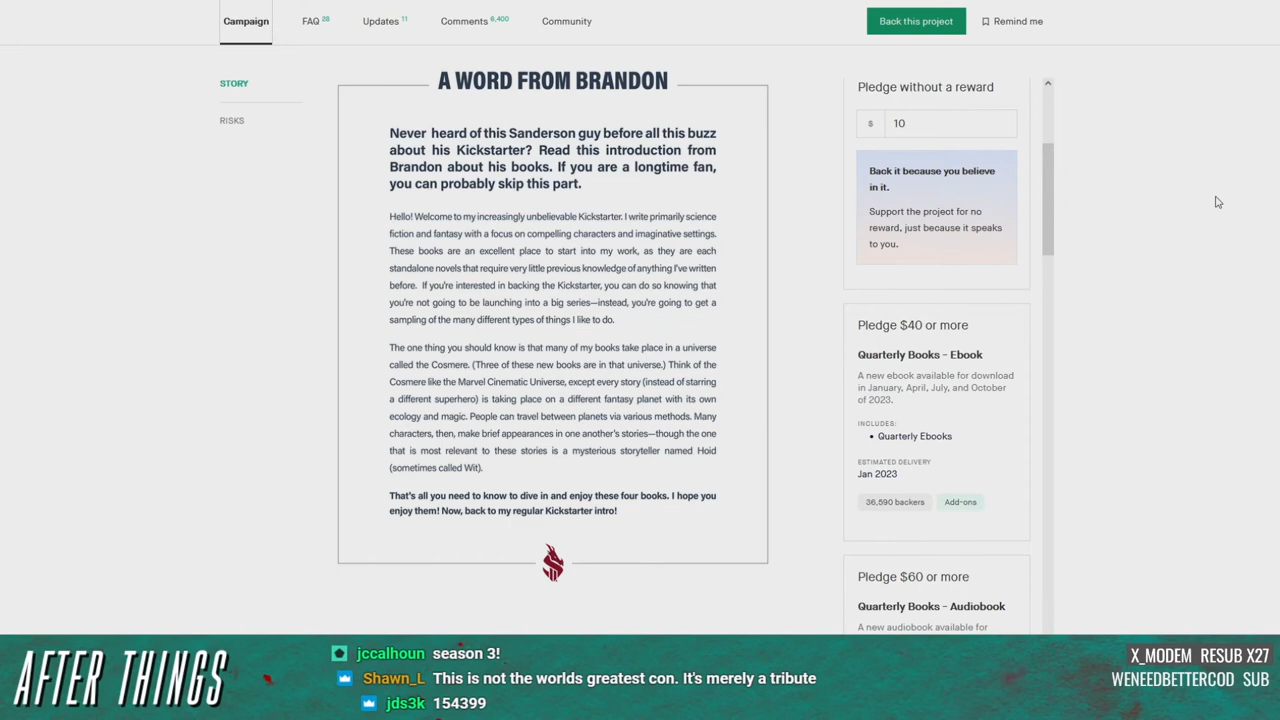 Campaign
FAQ 28
Updates 11
Comments 6,400
Community
Back this project
Remind me
STORY
RISKS
A WORD FROM BRANDON
Never heard of this Sanderson guy before all this buzz
about his Kickstarter? Read this introduction from
Brandon about his books. If you are a longtime fan,
you can probably skip this part.
Hello! Welcome to my increasingly unbelievable Kickstarter. I write primarily science
fiction and fantasy with a focus on compelling characters and imaginative settings.
These books are an excellent place to start into my work, as they are each
standalone novels that require very little previous knowledge of anything I've written
before. If you're interested in backing the Kickstarter, you can do so knowing that
you're not going to be launching into a big series—instead, you're going to get a
sampling of the many different types of things I like to do.
The one thing you should know is that many of my books take place in a universe
called the Cosmere. (Three of these new books are in that universe.) Think of the
Cosmere like the Marvel Cinematic Universe, except every story (instead of starring
a different superhero) is taking place on a different fantasy planet with its own
ecology and magic. People can travel between planets via various methods. Many
characters, then, make brief appearances in one another's stories—though the one
that is most relevant to these stories is a mysterious storyteller named Hoid
(sometimes called Wit).
That's all you need to know to dive in and enjoy these four books. I hope you
enjoy them! Now, back to my regular Kickstarter intro!
Pledge without a reward
$ 10
Back it because you believe
in it.
Support the project for no
reward, just because it speaks
to you.
Pledge $40 or more
Quarterly Books – Ebook
A new ebook available for download
in January, April, July, and October
of 2023.
INCLUDES:
• Quarterly Ebooks
ESTIMATED DELIVERY
Jan 2023
36,590 backers
Add-ons
Pledge $60 or more
Quarterly Books – Audiobook
A new audiobook available for
AFTER THINGS
jccalhoun season 3!
Shawn_L This is not the worlds greatest con. It's merely a tribute
jds3k 154399
X_MODEM RESUB X27
WENEEDBETTERCOD SUB